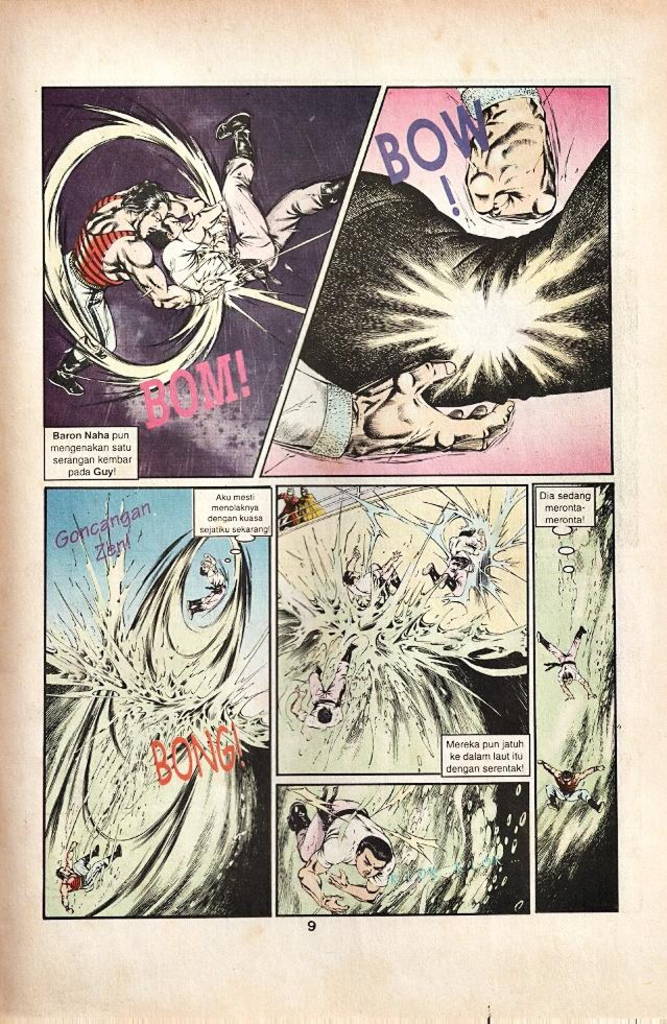 BOM!
Baron Naha pun
mengenakan satu
serangan kembar
pada Guy!
BOW
!
Goncangan
Zen!
Aku mesti
menolaknya
dengan kuasa
sejatiku sekarang!
BONG!
Mereka pun jatuh
ke dalam laut itu
dengan serentak!
Dia sedang
meronta-
meronta!
9